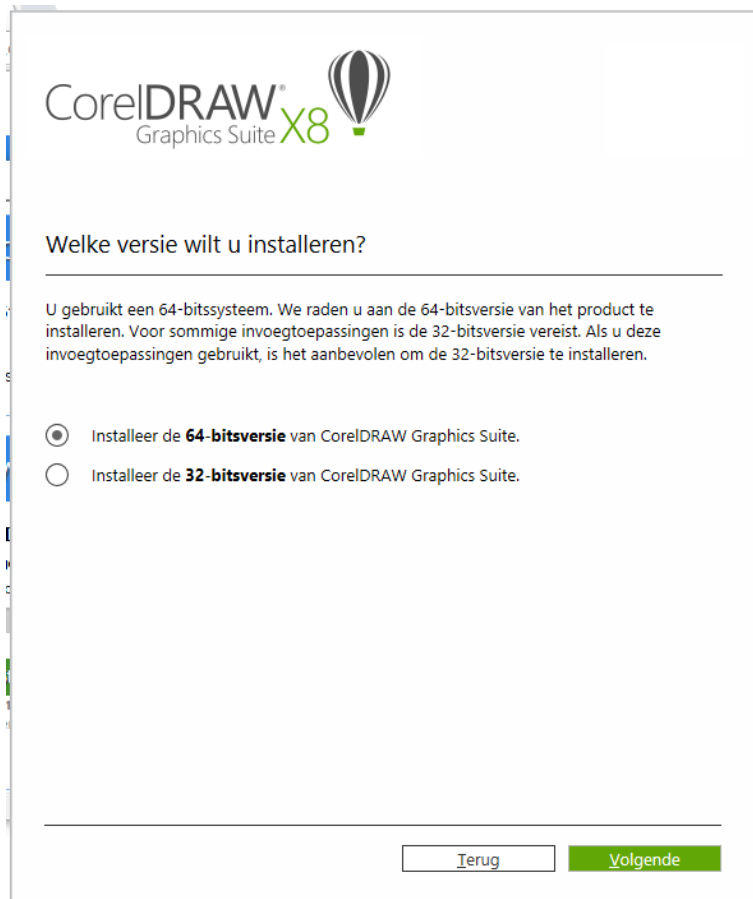 CorelDRAW®
Graphics Suite X8
Welke versie wilt u installeren?
U gebruikt een 64-bitssysteem. We raden u aan de 64-bitsversie van het product te
installeren. Voor sommige invoegtoepassingen is de 32-bitsversie vereist. Als u deze
invoegtoepassingen gebruikt, is het aanbevolen om de 32-bitsversie te installeren.
Installeer de 64-bitsversie van CorelDRAW Graphics Suite.
Installeer de 32-bitsversie van CorelDRAW Graphics Suite.
Terug
Volgende